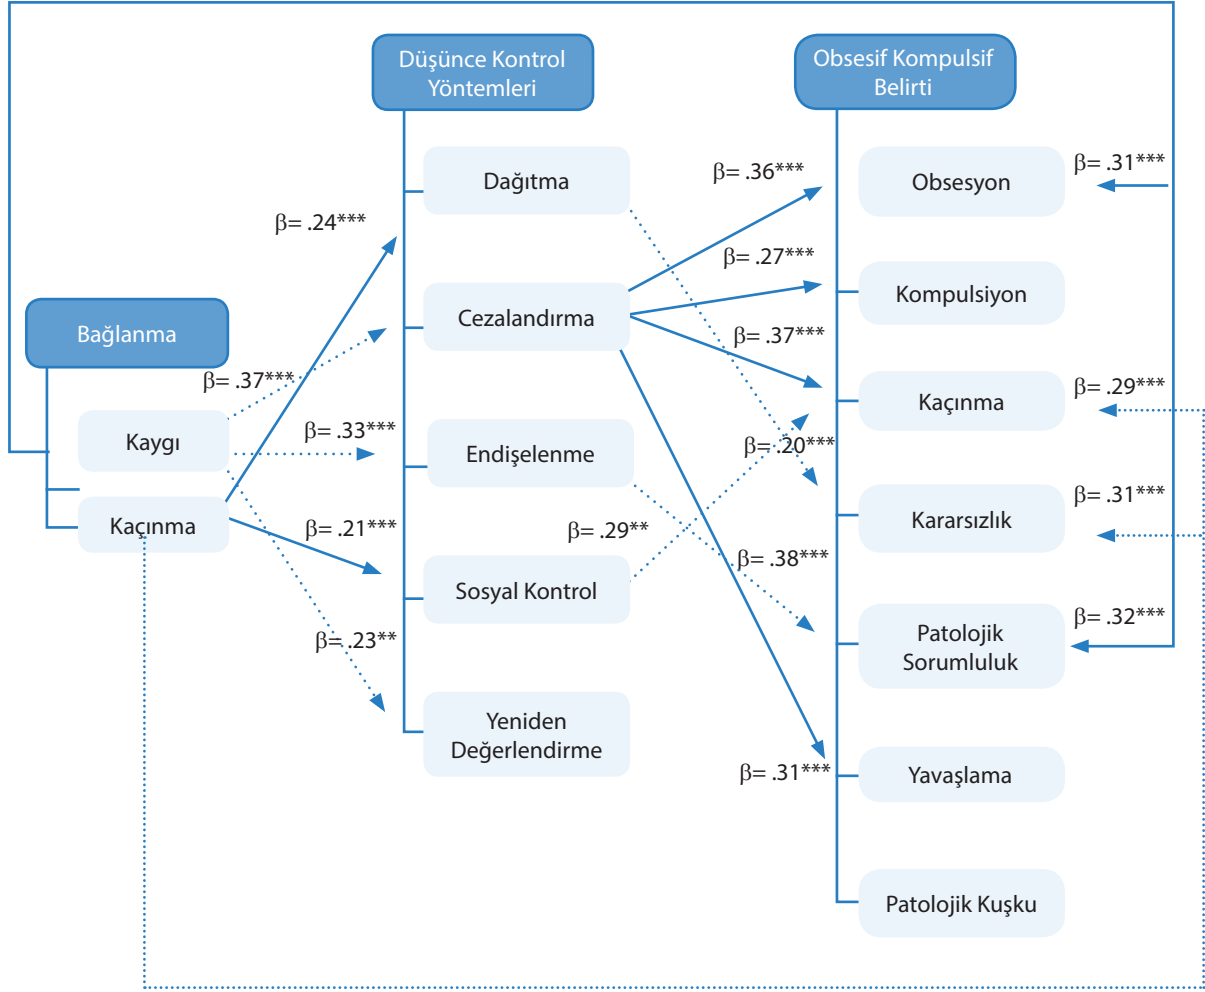 Düşünce Kontrol
Yöntemleri
Obsesif Kompulsif
Belirti
Bağlanma
Kaygı
Kaçınma
Dağıtma
Cezalandırma
Endişelenme
Sosyal Kontrol
Yeniden
Değerlendirme
Obsesyon
Kompulsiyon
Kaçınma
Kararsızlık
Patolojik
Sorumluluk
Yavaşlama
Patolojik Kuşku
β= .24***
β= .37***
β= .33***
β= .21***
β= .23**
β= .36***
β= .27***
β= .37***
β= .20***
β= .29**
β= .38***
β= .31***
β= .31***
β= .29***
β= .31***
β= .32***